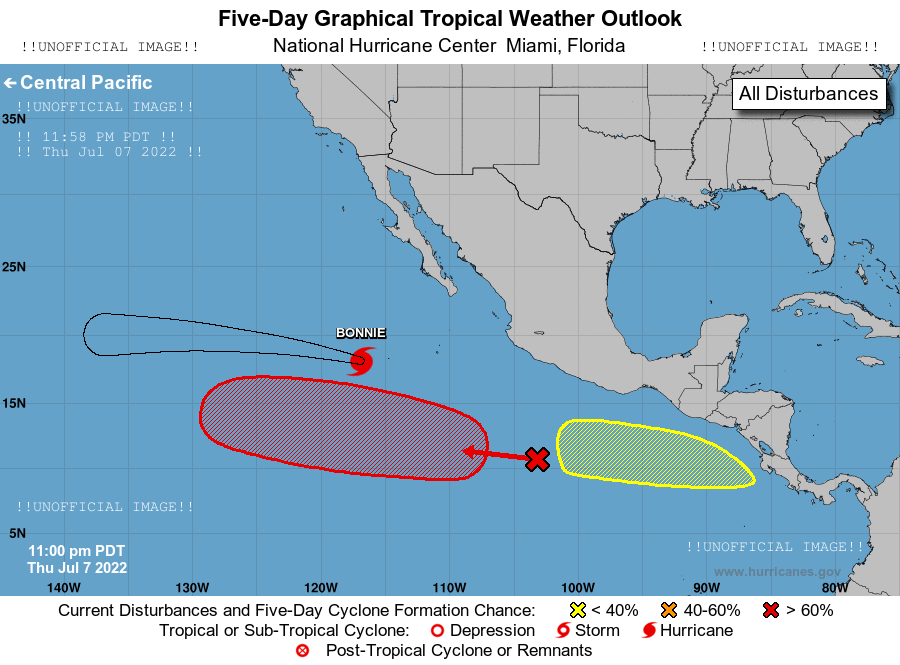 Five-Day Graphical Tropical Weather Outlook
!!UNOFFICIAL IMAGE!! National Hurricane Center Miami, Florida !!UNOFFICIAL IMAGE!!
← Central Pacific
All Disturbances
!!UNOFFICIAL IMAGE!!
35N
!! 11:58 PM PDT !!
!! Thu Jul 07 2022 !!
25N
BONNIE
15N
!!UNOFFICIAL IMAGE!!
5N
11:00 pm PDT
Thu Jul 7 2022
!!UNOFFICIAL IMAGE!!
www.hurricanes.gov
140W 130W 120W 110W 100W 90W 80W
Current Disturbances and Five-Day Cyclone Formation Chance: < 40% 40-60% > 60%
Tropical or Sub-Tropical Cyclone: Depression Storm Hurricane
Post-Tropical Cyclone or Remnants